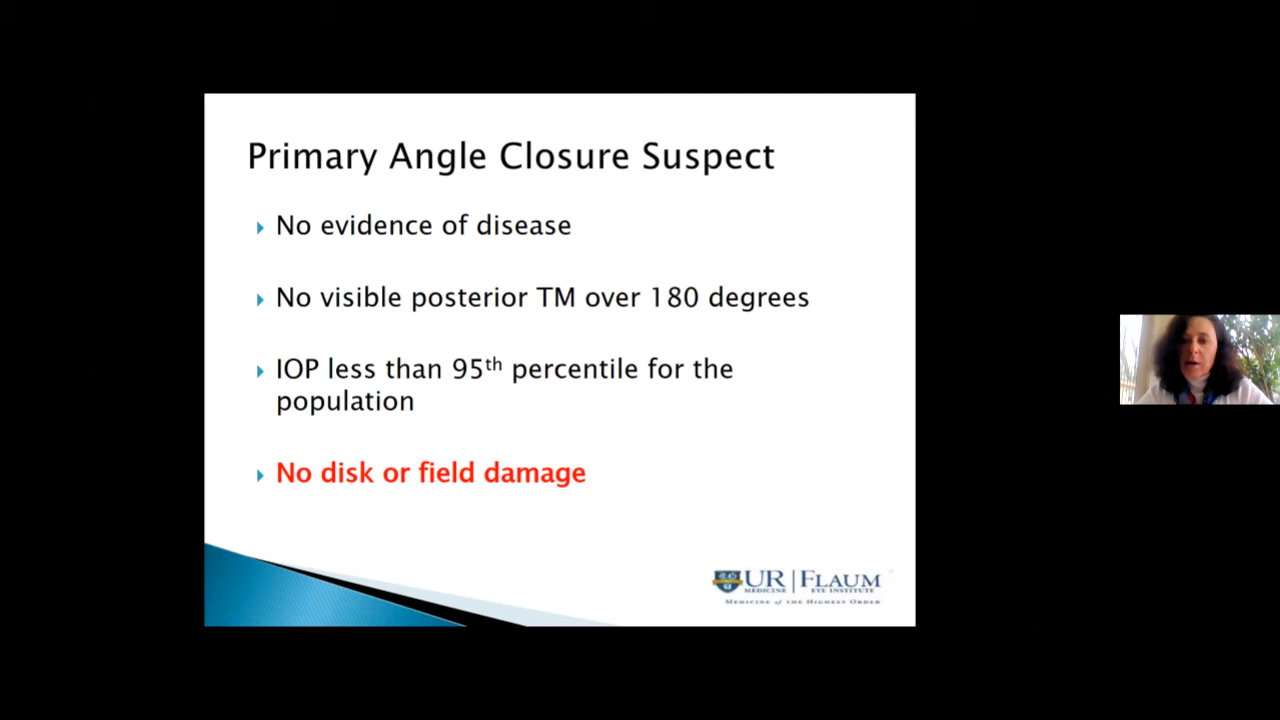 Primary Angle Closure Suspect
No evidence of disease
No visible posterior TM over 180 degrees
IOP less than 95th percentile for the
population
No disk or field damage
UR | FLAUM
MEDICINE EYE INSTITUTE
MEDICINE of THE HIGHEST ORDER